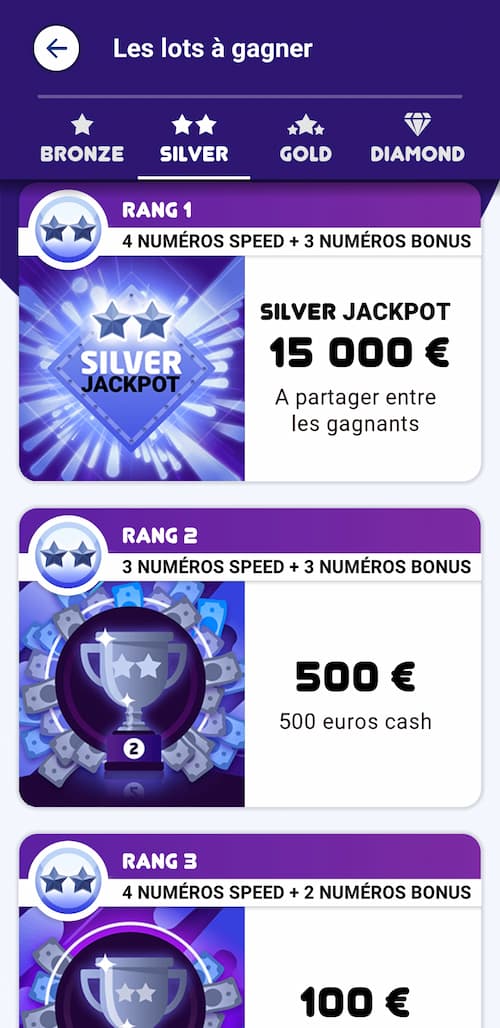 Les lots à gagner
BRONZE
SILVER
GOLD
DIAMOND
RANG 1
4 NUMÉROS SPEED + 3 NUMÉROS BONUS
SILVER
JACKPOT
SILVER JACKPOT
15 000 €
A partager entre
les gagnants
RANG 2
3 NUMÉROS SPEED + 3 NUMÉROS BONUS
2
500 €
500 euros cash
RANG 3
4 NUMÉROS SPEED + 2 NUMÉROS BONUS
100 €